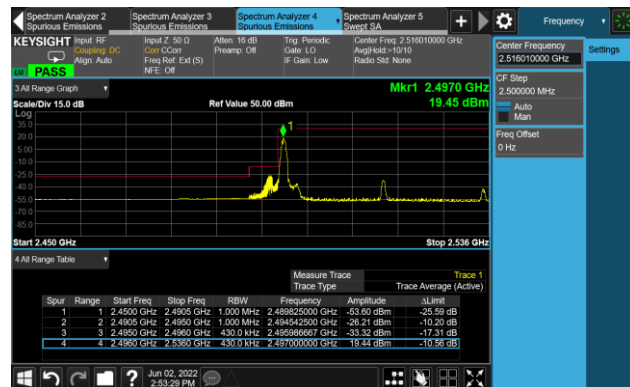 Spectrum Analyzer 2
Spurious Emissions
Spectrum Analyzer 3
Spurious Emissions
Spectrum Analyzer 4
Spurious Emissions
Spectrum Analyzer 5
Swept SA
Frequency
KEYSIGHT
Input: RF
Coupling: DC
Align: Auto
Input Z: 50 Ω
Corr CCorr
Freq Ref: Ext (S)
NFE: Off
Atten: 16 dB
Preamp: Off
Trig: Periodic
Gate: LO
IF Gain: Low
Center Freq: 2.516010000 GHz
Avg|Hold:>10/10
Radio Std: None
PASS
Center Frequency
2.516010000 GHz
Settings
CF Step
2.500000 MHz
Auto
Man
Freq Offset
0 Hz
3 All Range Graph
Mkr1 2.4970 GHz
Scale/Div 15.0 dB
Ref Value 50.00 dBm
19.45 dBm
Log
35.0
20.0
5.00
-10.0
-25.0
-40.0
-55.0
-70.0
-85.0
1
Start 2.450 GHz
Stop 2.536 GHz
4 All Range Table
Measure Trace Trace 1
Trace Type Trace Average (Active)
Spur Range Start Freq Stop Freq RBW Frequency Amplitude ΔLimit
1 1 2.4500 GHz 2.4905 GHz 1.000 MHz 2.489825000 GHz -53.60 dBm -25.59 dB
2 2 2.4905 GHz 2.4950 GHz 1.000 MHz 2.494542500 GHz -26.21 dBm -10.20 dB
3 3 2.4950 GHz 2.4960 GHz 430.0 kHz 2.495986667 GHz -33.32 dBm -17.31 dB
4 4 2.4960 GHz 2.5360 GHz 430.0 kHz 2.497000000 GHz 19.44 dBm -10.56 dB
Jun 02, 2022
2:53:29 PM